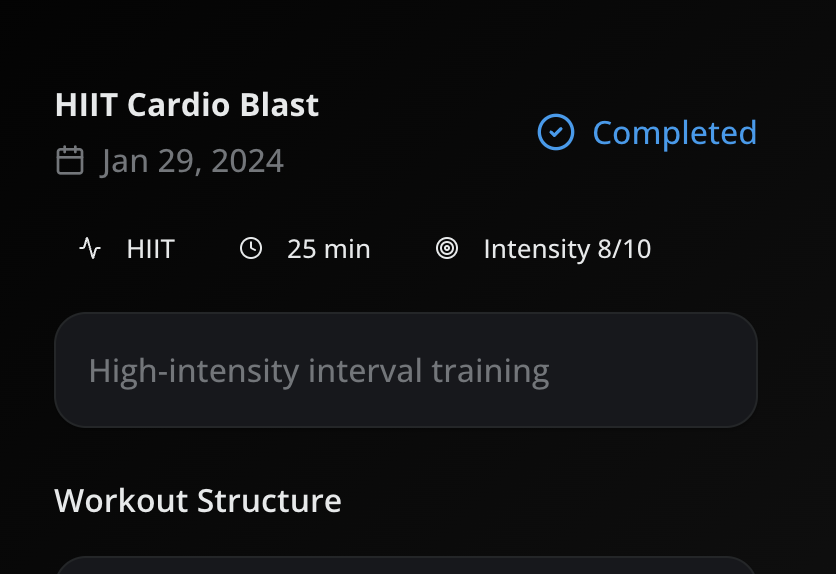 HIIT Cardio Blast
Jan 29, 2024
Completed
HIIT 25 min Intensity 8/10
High-intensity interval training
Workout Structure